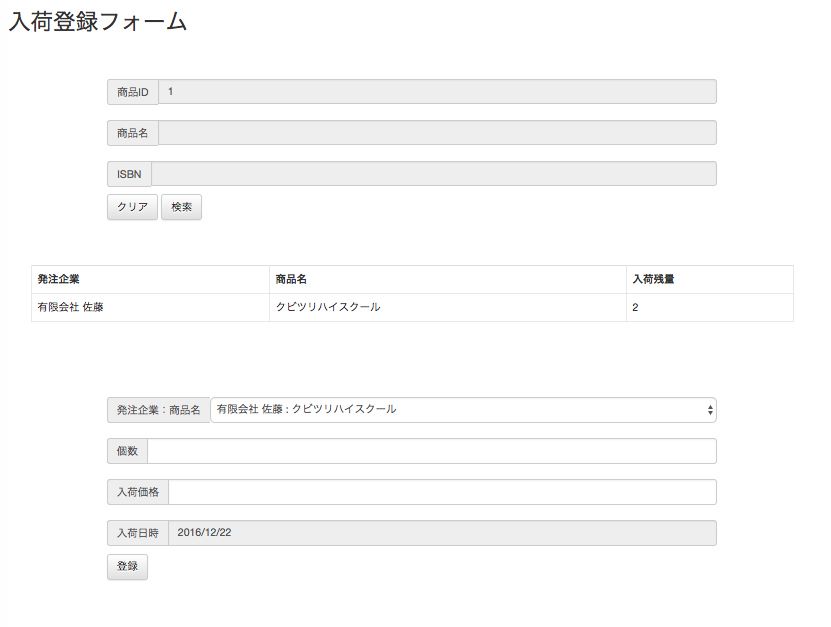 入荷登録フォーム
商品ID 1
商品名
ISBN
クリア 検索
発注企業 商品名 入荷残量
有限会社 佐藤 クビツリハイスクール 2
発注企業：商品名 有限会社 佐藤 : クビツリハイスクール
個数
入荷価格
入荷日時 2016/12/22
登録